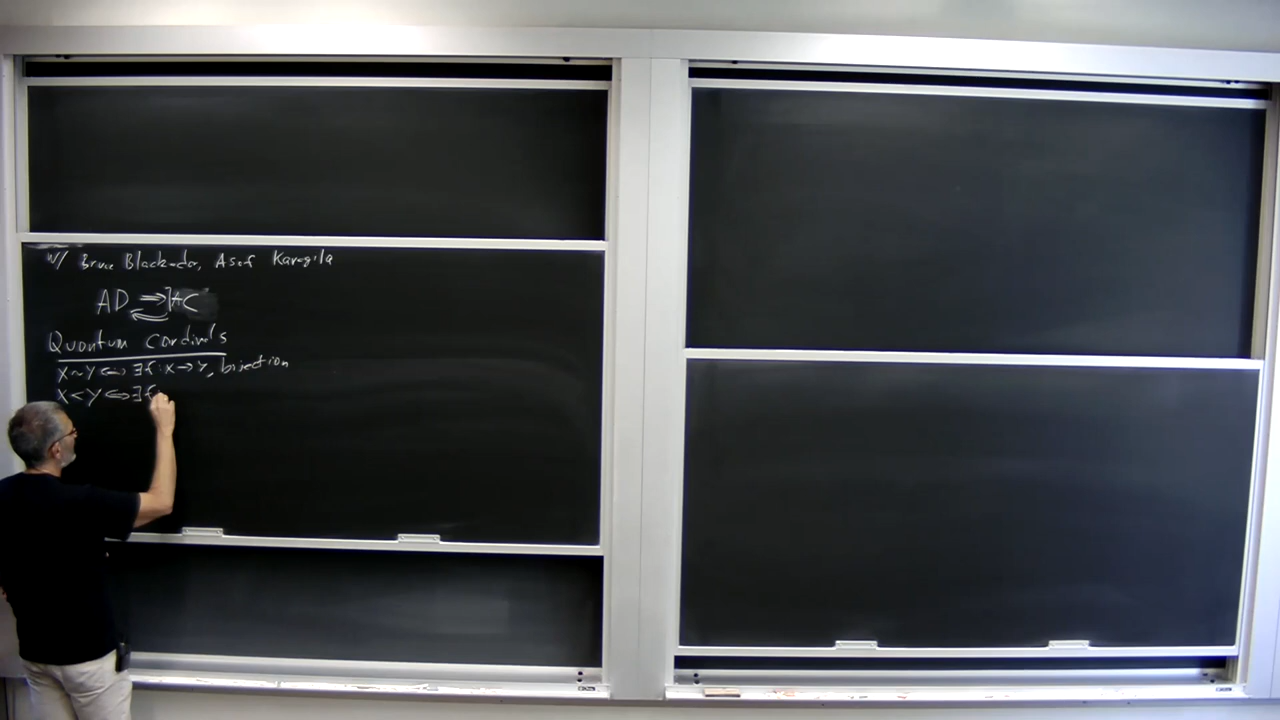 w/ Bruce Blackadar, Asaf Karagila
AD ⇒ ¬AC
Quantum Cardinals
X~Y ⇔ ∃f: X→Y, bijection
X<Y ⇔ ∃f: